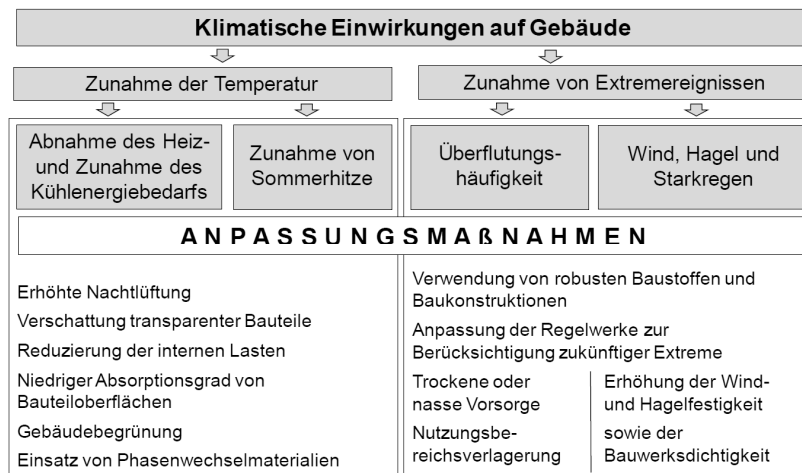 Klimatische Einwirkungen auf Gebäude
Zunahme der Temperatur
Zunahme von Extremereignissen
Abnahme des Heiz-
und Zunahme des
Kühlenergiebedarfs
Zunahme von
Sommerhitze
Überflutungs-
häufigkeit
Wind, Hagel und
Starkregen
ANPASSUNGSMAßNAHMEN
Erhöhte Nachtlüftung
Verschattung transparenter Bauteile
Reduzierung der internen Lasten
Niedriger Absorptionsgrad von
Bauteiloberflächen
Gebäudebegrünung
Einsatz von Phasenwechselmaterialien
Verwendung von robusten Baustoffen und
Baukonstruktionen
Anpassung der Regelwerke zur
Berücksichtigung zukünftiger Extreme
Trockene oder
nasse Vorsorge
Nutzungsbe-
reichsverlagerung
Erhöhung der Wind-
und Hagelfestigkeit
sowie der
Bauwerksdichtigkeit